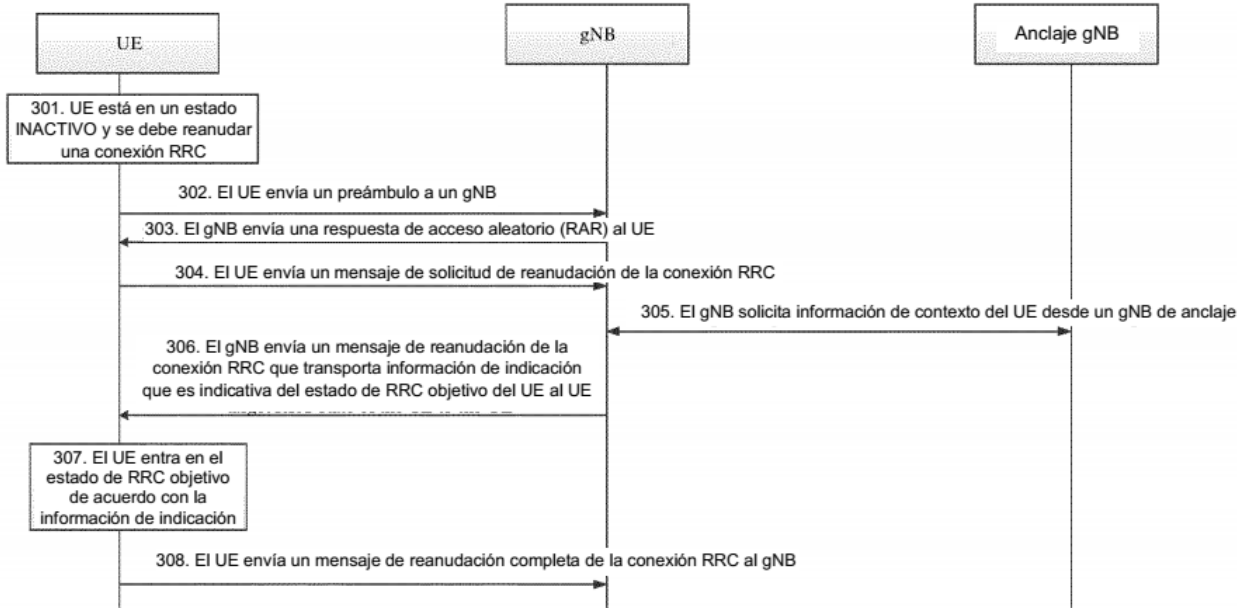 UE
gNB
Anclaje gNB
301. UE está en un estado
INACTIVO y se debe reanudar
una conexión RRC
302. El UE envía un preámbulo a un gNB
303. El gNB envía una respuesta de acceso aleatorio (RAR) al UE
304. El UE envía un mensaje de solicitud de reanudación de la conexión RRC
305. El gNB solicita información de contexto del UE desde un gNB de anclaje
306. El gNB envía un mensaje de reanudación de la
conexión RRC que transporta información de indicación
que es indicativa del estado de RRC objetivo del UE al UE
307. El UE entra en el
estado de RRC objetivo
de acuerdo con la
información de indicación
308. El UE envía un mensaje de reanudación completa de la conexión RRC al gNB